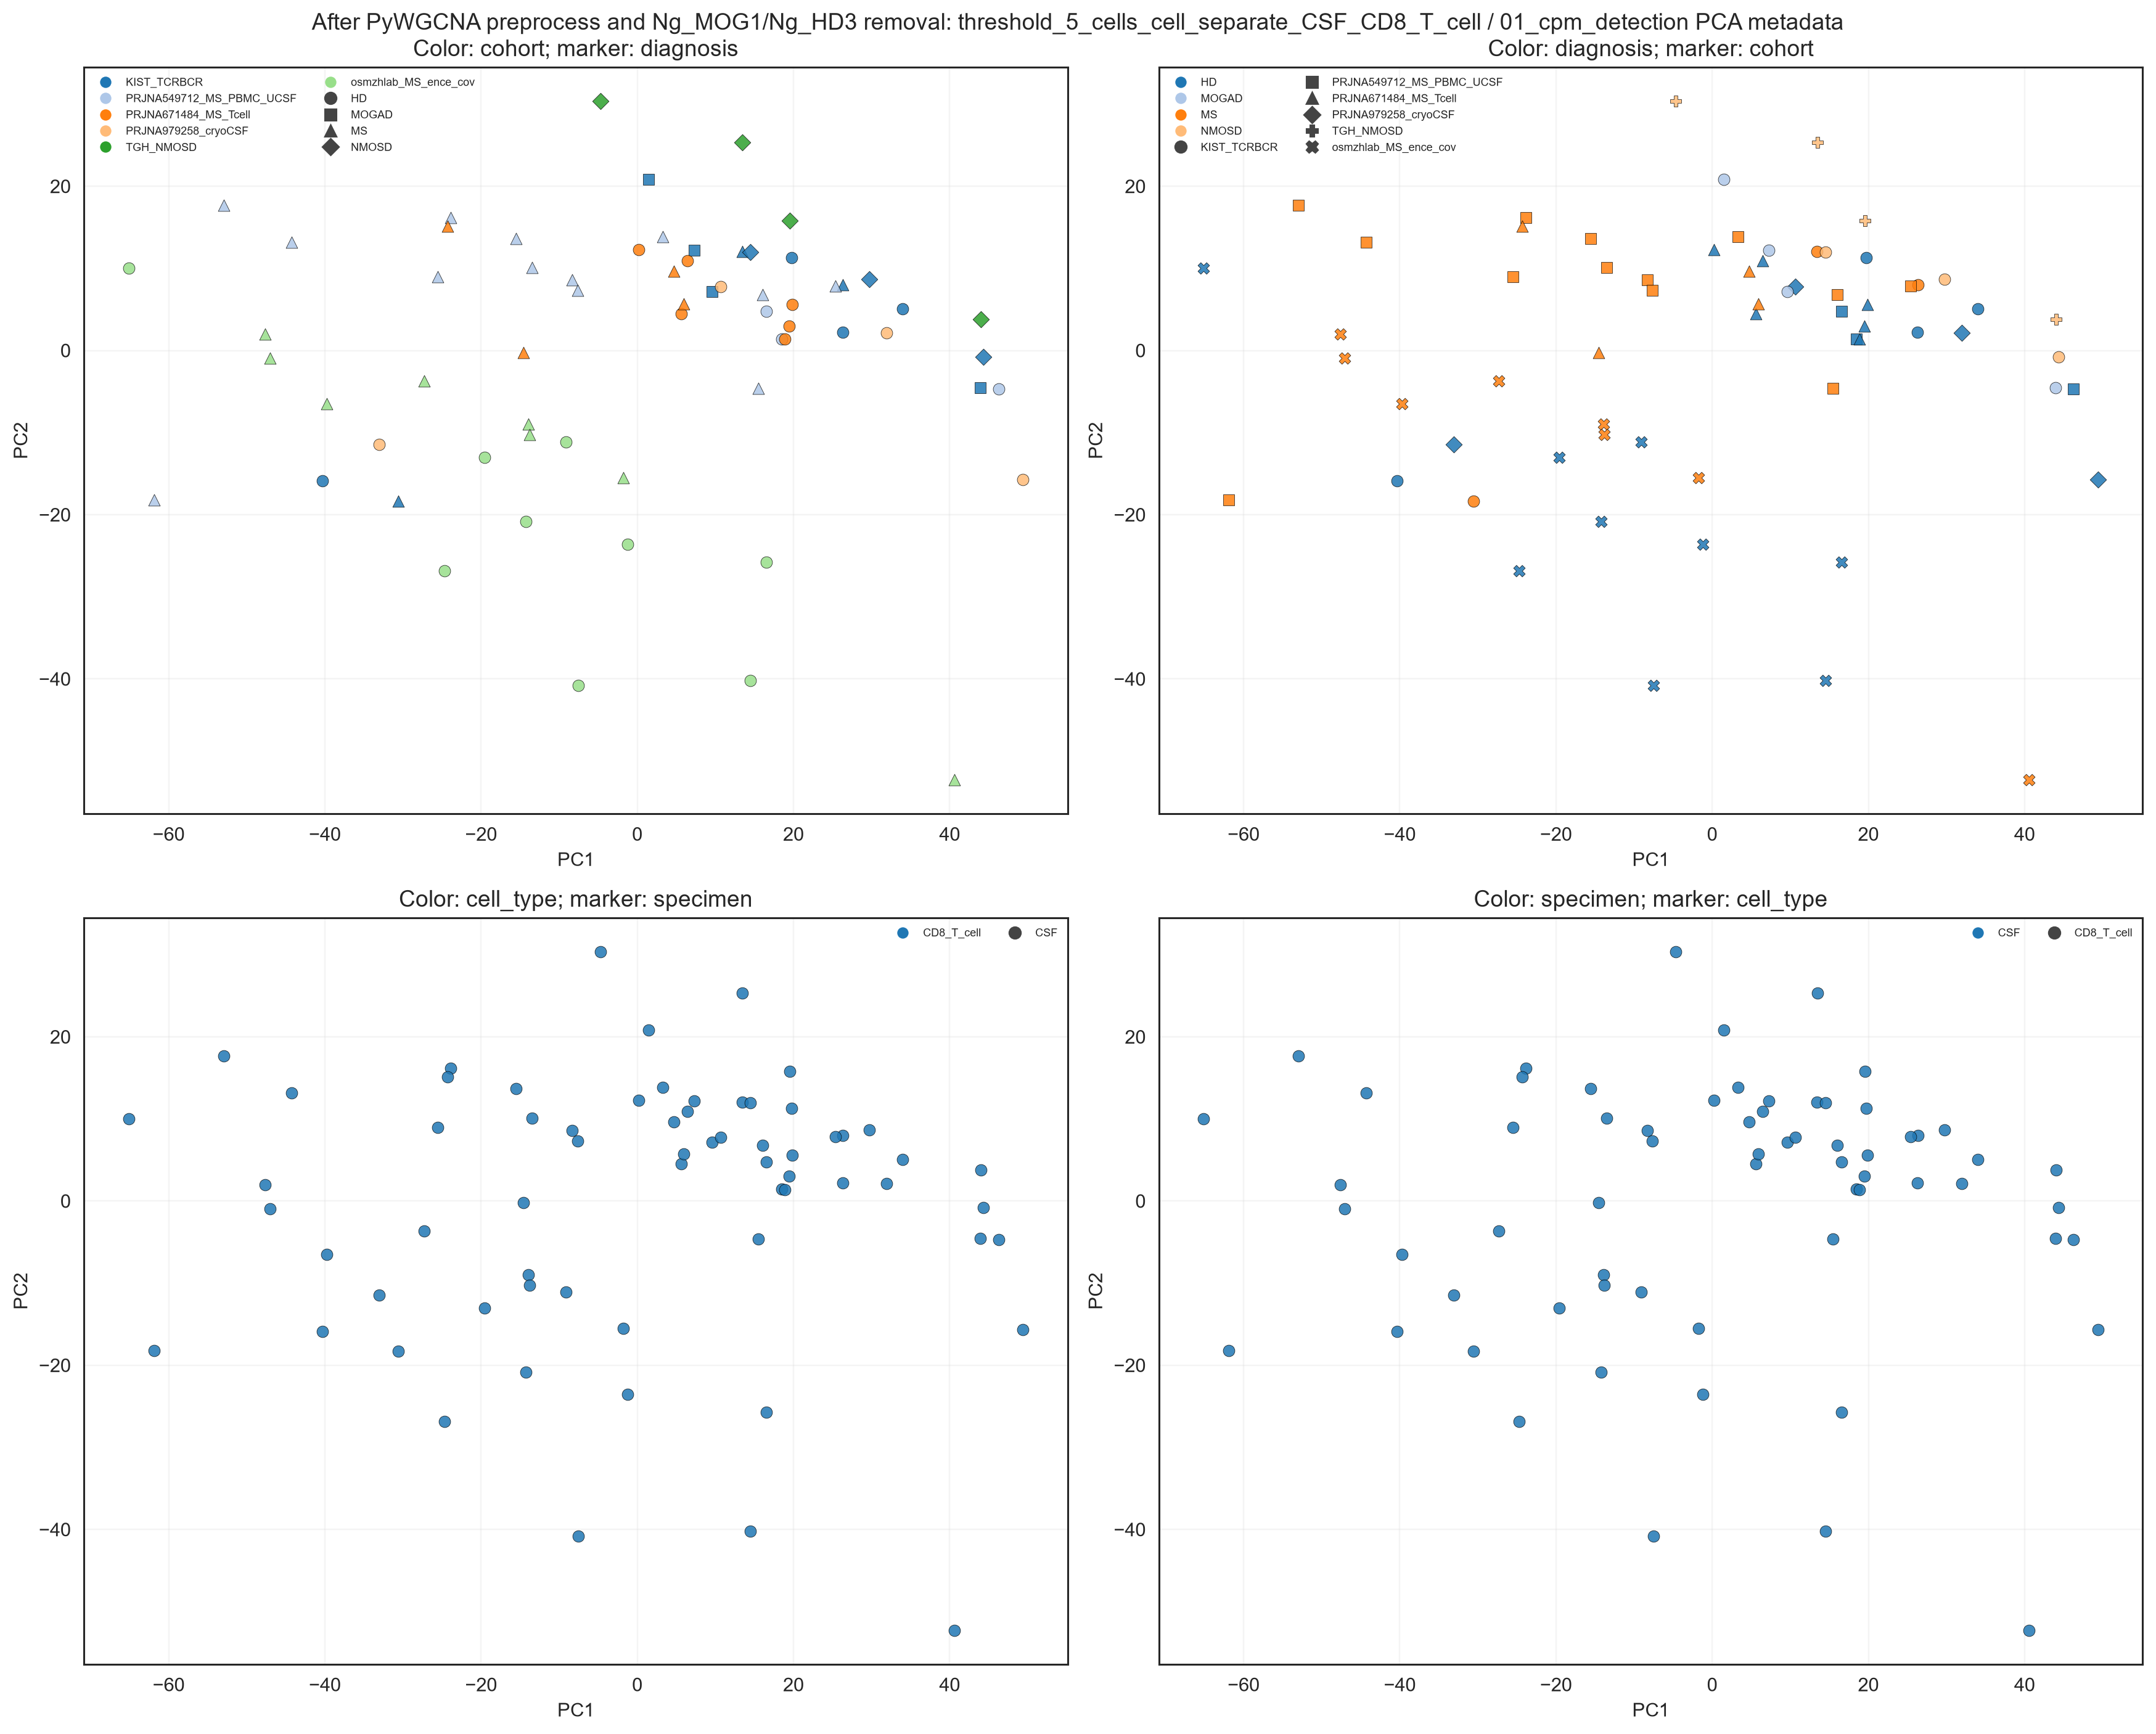 After PyWGCNA preprocess and Ng_MOG1/Ng_HD3 removal: threshold_5_cells_cell_separate_CSF_CD8_T_cell / 01_cpm_detection PCA metadata
Color: cohort; marker: diagnosis
KIST_TCRBCR
PRJNA549712_MS_PBMC_UCSF
PRJNA671484_MS_Tcell
PRJNA979258_cryoCSF
TGH_NMOSD
osmzhlab_MS_ence_cov
HD
MOGAD
MS
NMOSD
20
0
−20
−40
PC2
−60
−40
−20
0
20
40
PC1
Color: diagnosis; marker: cohort
HD
MOGAD
MS
NMOSD
KIST_TCRBCR
PRJNA549712_MS_PBMC_UCSF
PRJNA671484_MS_Tcell
PRJNA979258_cryoCSF
TGH_NMOSD
osmzhlab_MS_ence_cov
20
0
−20
−40
PC2
−60
−40
−20
0
20
40
PC1
Color: cell_type; marker: specimen
CD8_T_cell
CSF
20
0
−20
−40
PC2
−60
−40
−20
0
20
40
PC1
Color: specimen; marker: cell_type
CSF
CD8_T_cell
20
0
−20
−40
PC2
−60
−40
−20
0
20
40
PC1